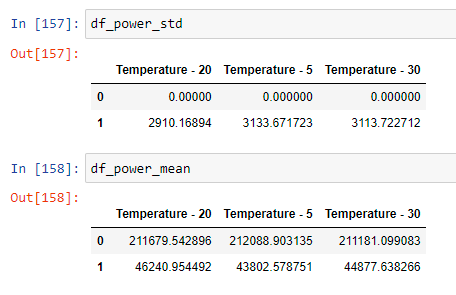 In [157]: df_power_std
Out[157]:
Temperature - 20 Temperature - 5 Temperature - 30
0 0.00000 0.000000 0.000000
1 2910.16894 3133.671723 3113.722712
In [158]: df_power_mean
Out[158]:
Temperature - 20 Temperature - 5 Temperature - 30
0 211679.542896 212088.903135 211181.099083
1 46240.954492 43802.578751 44877.638266